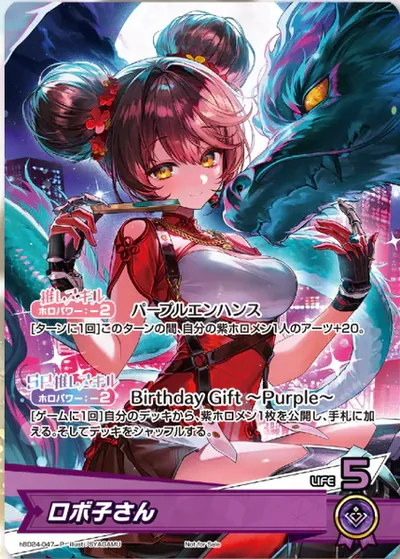 推しスキル
ホロパワー：-2
パープルエンハンス
[ターンに1回]このターンの間、自分の紫ホロメン1人のアーツ+20。
SP推しスキル
ホロパワー：-2
Birthday Gift ～Purple～
[ゲームに1回]自分のデッキから、紫ホロメン1枚を公開し、手札に加
える。そしてデッキをシャッフルする。
LIFE 5
ロボ子さん
hBD24-047 P Illust: SYAGAMU Not for Sale